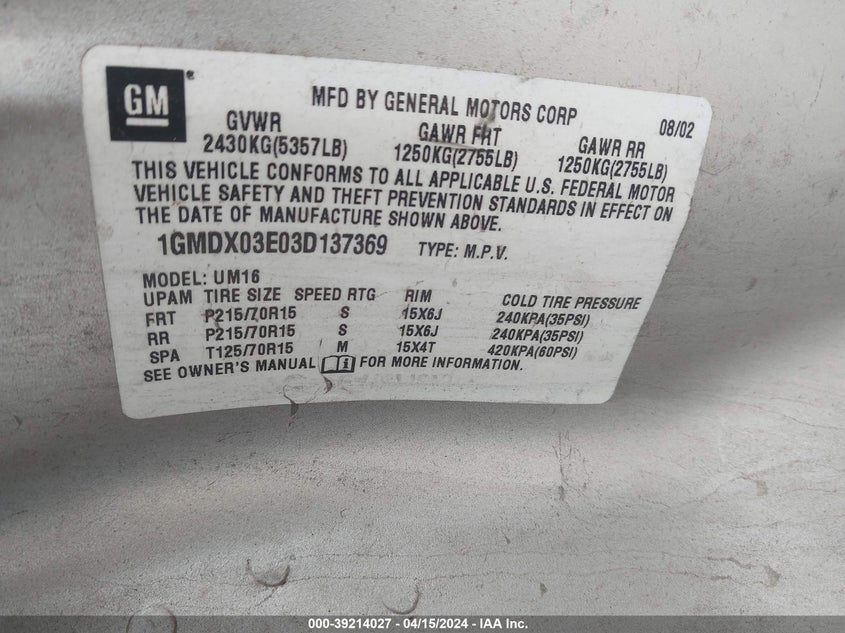 GM®
MFD BY GENERAL MOTORS CORP 08/02
GVWR GAWR FRT GAWR RR
2430KG(5357LB) 1250KG(2755LB) 1250KG(2755LB)
THIS VEHICLE CONFORMS TO ALL APPLICABLE U.S. FEDERAL MOTOR
VEHICLE SAFETY AND THEFT PREVENTION STANDARDS IN EFFECT ON
THE DATE OF MANUFACTURE SHOWN ABOVE.
1GMDX03E03D137369 TYPE: M.P.V.
MODEL: UM16
UPAM TIRE SIZE SPEED RTG RIM COLD TIRE PRESSURE
FRT P215/70R15 S 15X6J 240KPA(35PSI)
RR P215/70R15 S 15X6J 240KPA(35PSI)
SPA T125/70R15 M 15X4T 420KPA(60PSI)
SEE OWNER'S MANUAL FOR MORE INFORMATION.
000-39214027 - 04/15/2024 - IAA Inc.